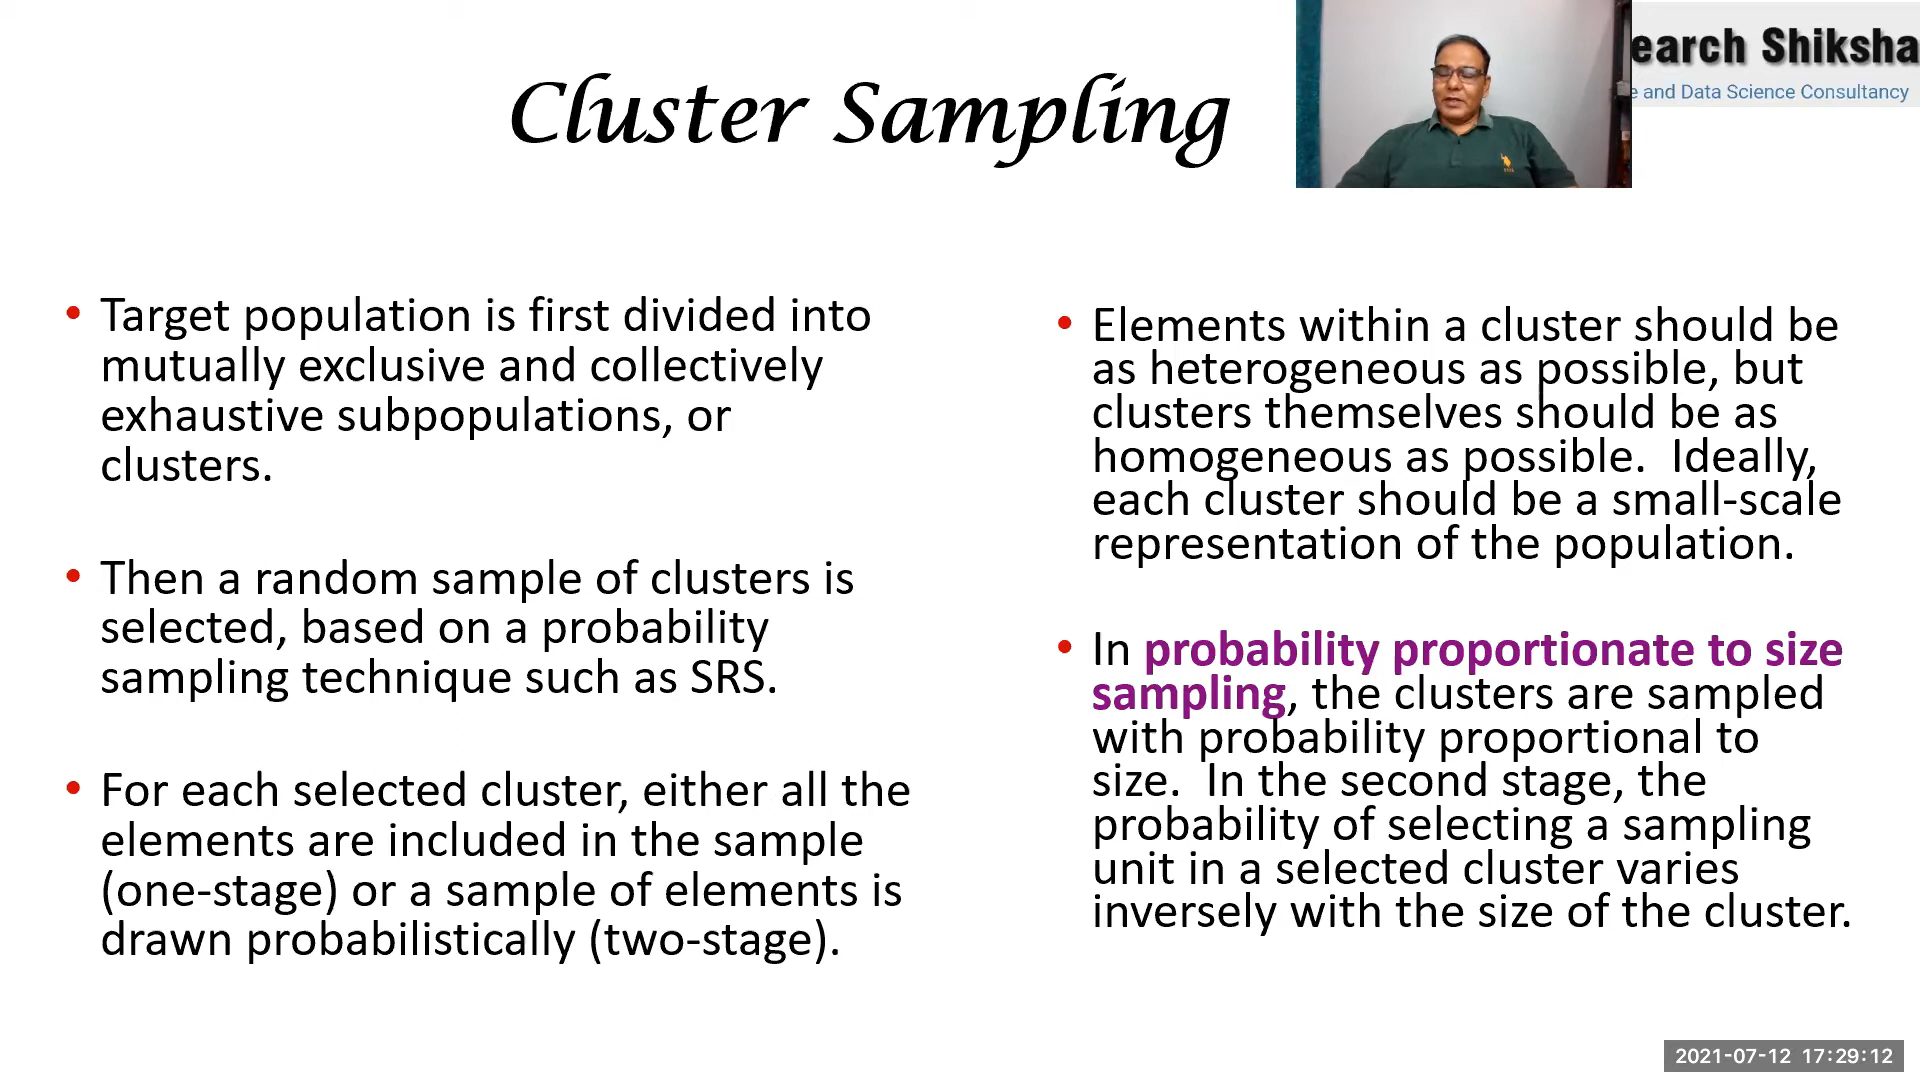 Cluster Sampling
earch Shiksha
e and Data Science Consultancy
• Target population is first divided into
mutually exclusive and collectively
exhaustive subpopulations, or
clusters.
• Then a random sample of clusters is
selected, based on a probability
sampling technique such as SRS.
• For each selected cluster, either all the
elements are included in the sample
(one-stage) or a sample of elements is
drawn probabilistically (two-stage).
• Elements within a cluster should be
as heterogeneous as possible, but
clusters themselves should be as
homogeneous as possible.  Ideally,
each cluster should be a small-scale
representation of the population.
• In probability proportionate to size
sampling, the clusters are sampled
with probability proportional to
size.  In the second stage, the
probability of selecting a sampling
unit in a selected cluster varies
inversely with the size of the cluster.
2021-07-12  17:29:12